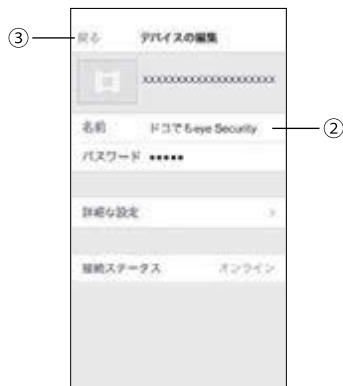 ③ 戻る デバイスの編集
xxxxxxxxxxxxxxxxxxxx
名前 ドコでもeye Security ②
パスワード •••••
詳細な設定 >
接続ステータス オンライン